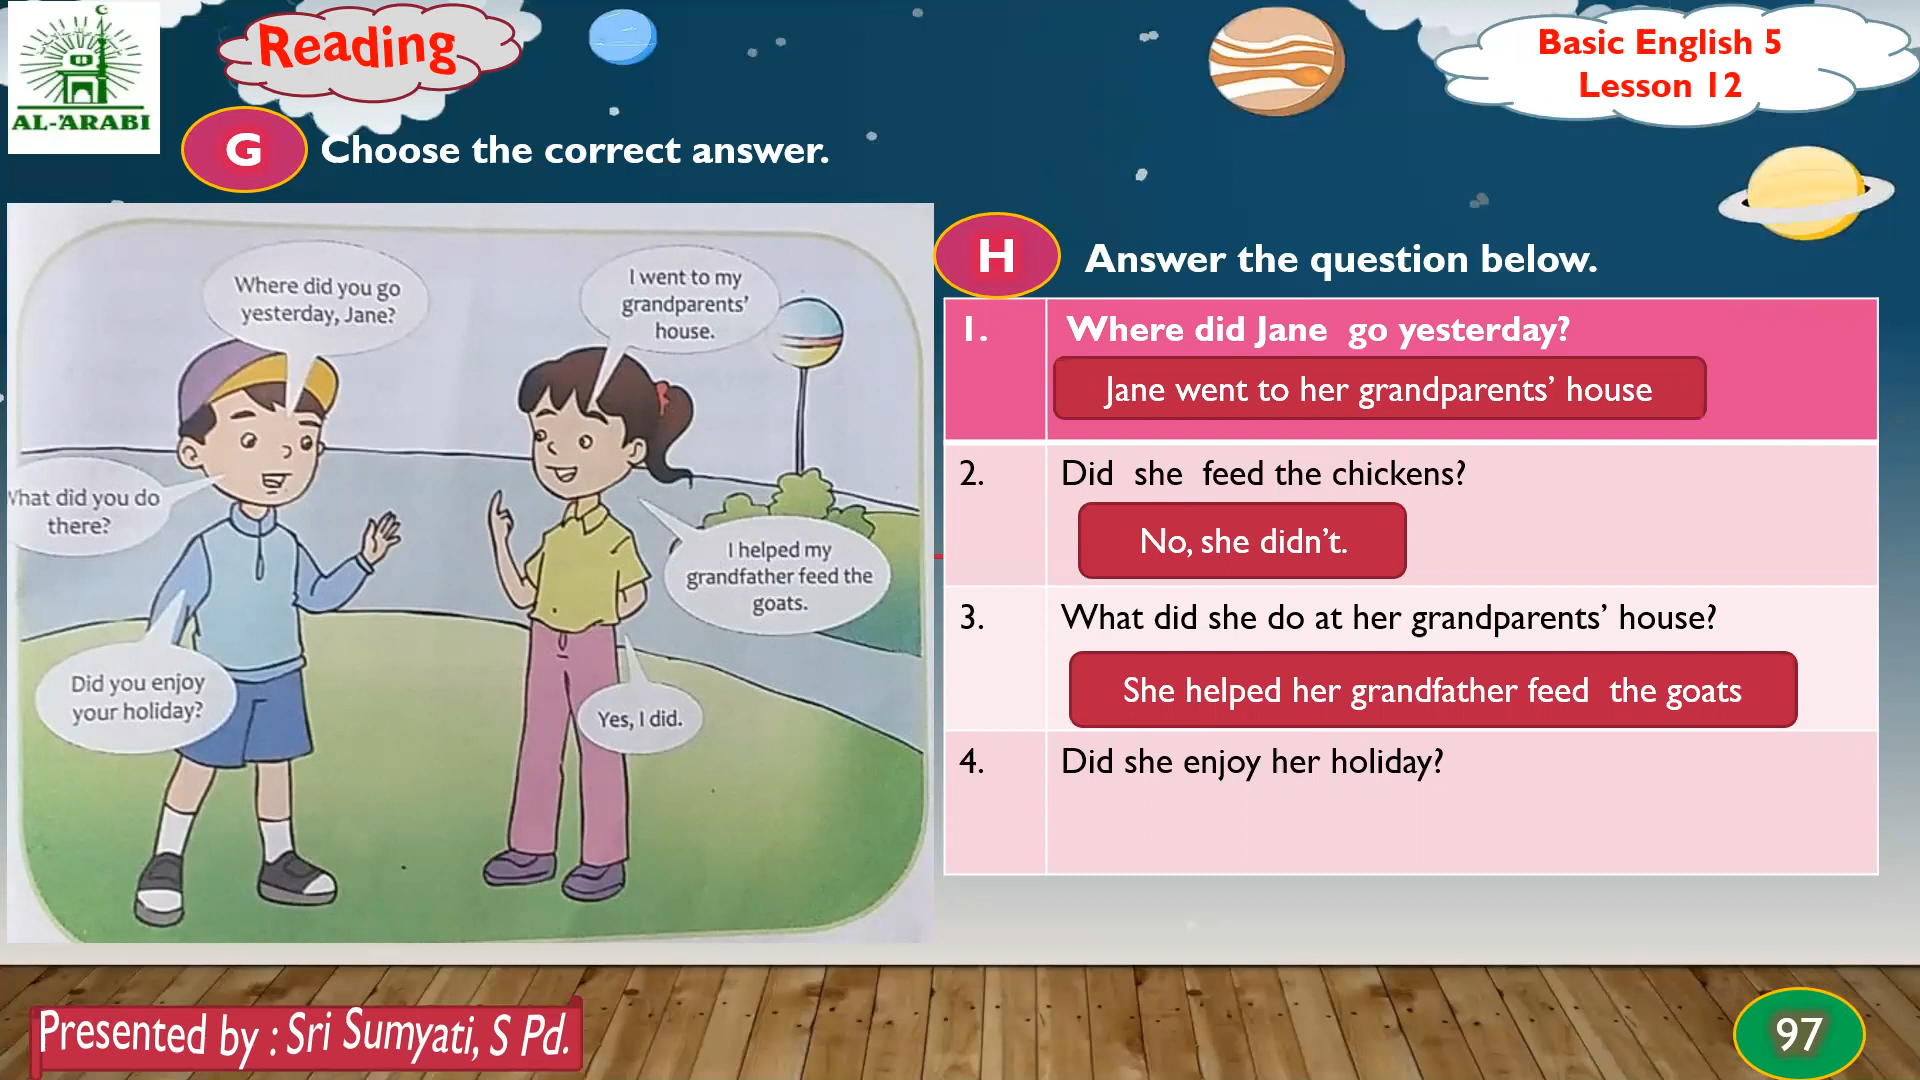 AL-'ARABI
Reading
Basic English 5
Lesson 12
G
Choose the correct answer.
Where did you go
yesterday, Jane?
I went to my
grandparents'
house.
What did you do
there?
I helped my
grandfather feed the
goats.
Did you enjoy
your holiday?
Yes, I did.
H
Answer the question below.
1. Where did Jane go yesterday?
Jane went to her grandparents' house
2. Did she feed the chickens?
No, she didn't.
3. What did she do at her grandparents' house?
She helped her grandfather feed the goats
4. Did she enjoy her holiday?
Presented by : Sri Sumyati, S Pd.
97